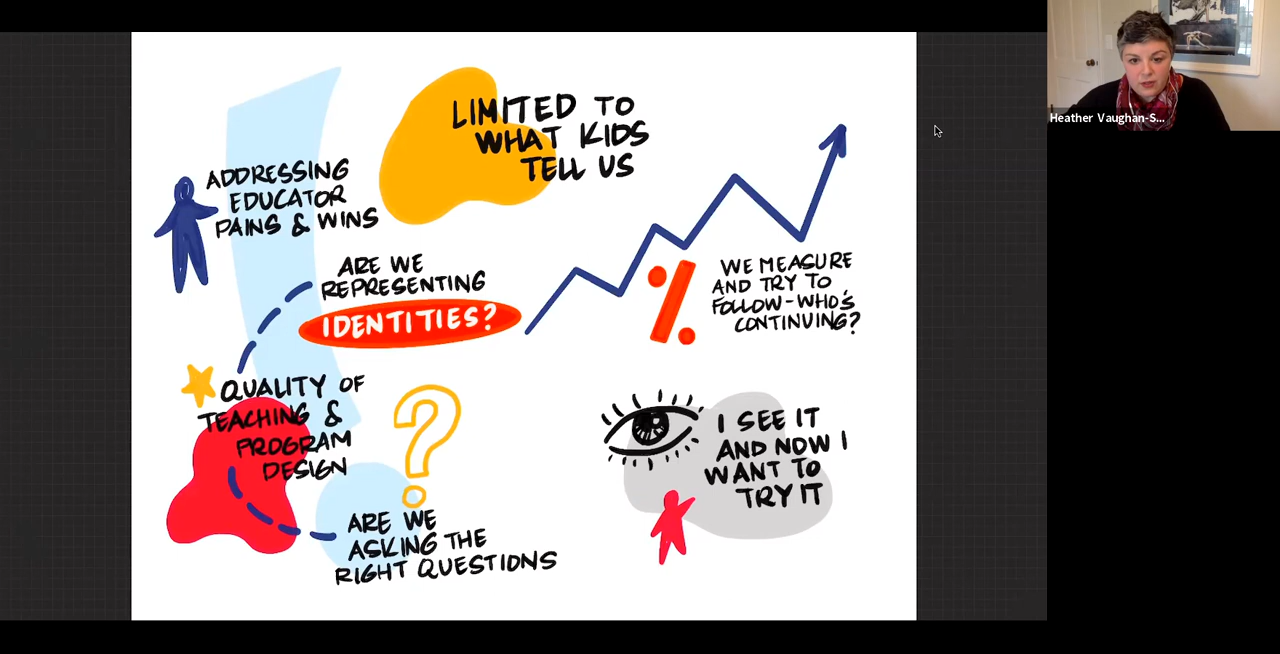 LIMITED TO
WHAT KIDS
TELL US
ADDRESSING
EDUCATOR
PAINS & WINS
ARE WE
REPRESENTING
IDENTITIES?
WE MEASURE
AND TRY TO
FOLLOW-WHO'S
CONTINUING?
%
QUALITY OF
TEACHING &
PROGRAM
DESIGN
?
ARE WE
ASKING THE
RIGHT QUESTIONS
I SEE IT
AND NOW I
WANT TO
TRY IT
Heather Vaughan-S...